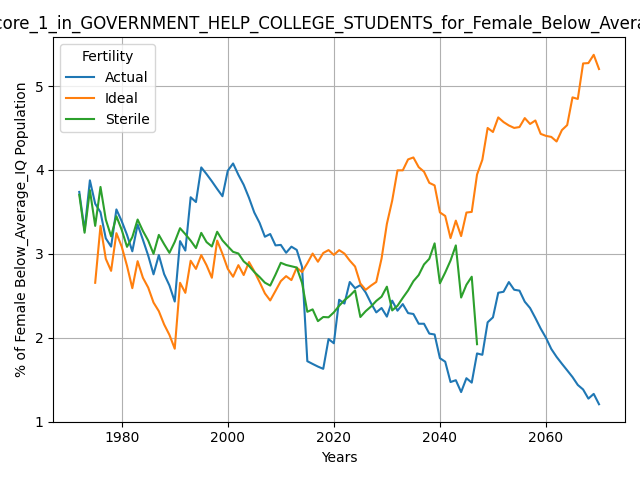 core_1_in_GOVERNMENT_HELP_COLLEGE_STUDENTS_for_Female_Below_Avera
Fertility
Actual
Ideal
Sterile
% of Female Below_Average_IQ Population
5
4
3
2
1
1980 2000 2020 2040 2060
Years